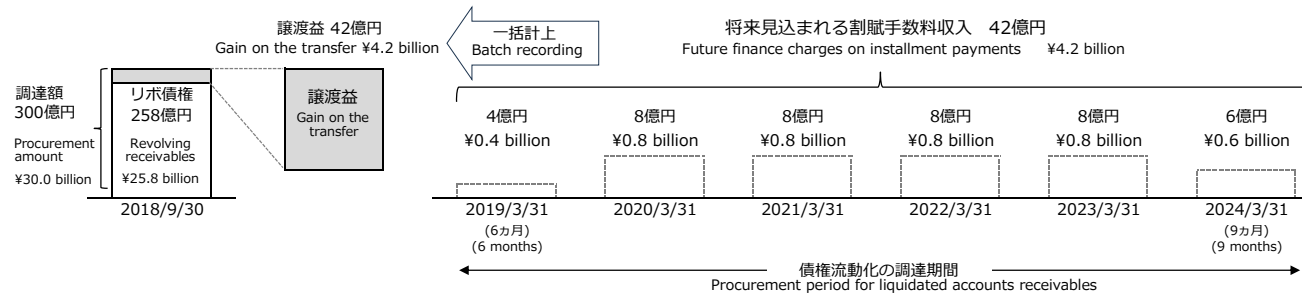 譲渡益 42億円
Gain on the transfer ¥4.2 billion
一括計上
Batch recording
将来見込まれる割賦手数料収入　42億円
Future finance charges on installment payments　¥4.2 billion
調達額
300億円
Procurement
amount
¥30.0 billion
リボ債権
258億円
Revolving
receivables
¥25.8 billion
2018/9/30
譲渡益
Gain on the
transfer
4億円
¥0.4 billion
8億円
¥0.8 billion
8億円
¥0.8 billion
8億円
¥0.8 billion
8億円
¥0.8 billion
6億円
¥0.6 billion
2019/3/31
(6ヵ月)
(6 months)
2020/3/31
2021/3/31
2022/3/31
2023/3/31
2024/3/31
(9ヵ月)
(9 months)
債権流動化の調達期間
Procurement period for liquidated accounts receivables